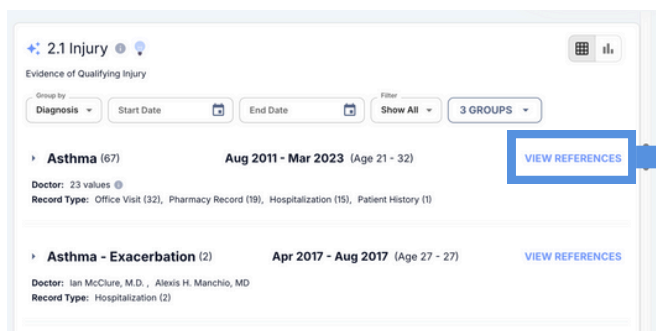 2.1 Injury
Evidence of Qualifying Injury
Group by
Diagnosis
Start Date
End Date
Filter
Show All
3 GROUPS
Asthma (67) Aug 2011 - Mar 2023 (Age 21 - 32) VIEW REFERENCES
Doctor: 23 values
Record Type: Office Visit (32), Pharmacy Record (19), Hospitalization (15), Patient History (1)
Asthma - Exacerbation (2) Apr 2017 - Aug 2017 (Age 27 - 27) VIEW REFERENCES
Doctor: Ian McClure, M.D. , Alexis H. Manchio, MD
Record Type: Hospitalization (2)